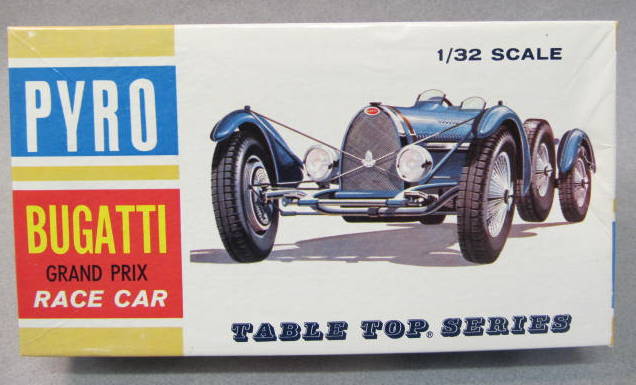 PYRO
BUGATTI
GRAND PRIX
RACE CAR
1/32 SCALE
TABLE TOP® SERIES